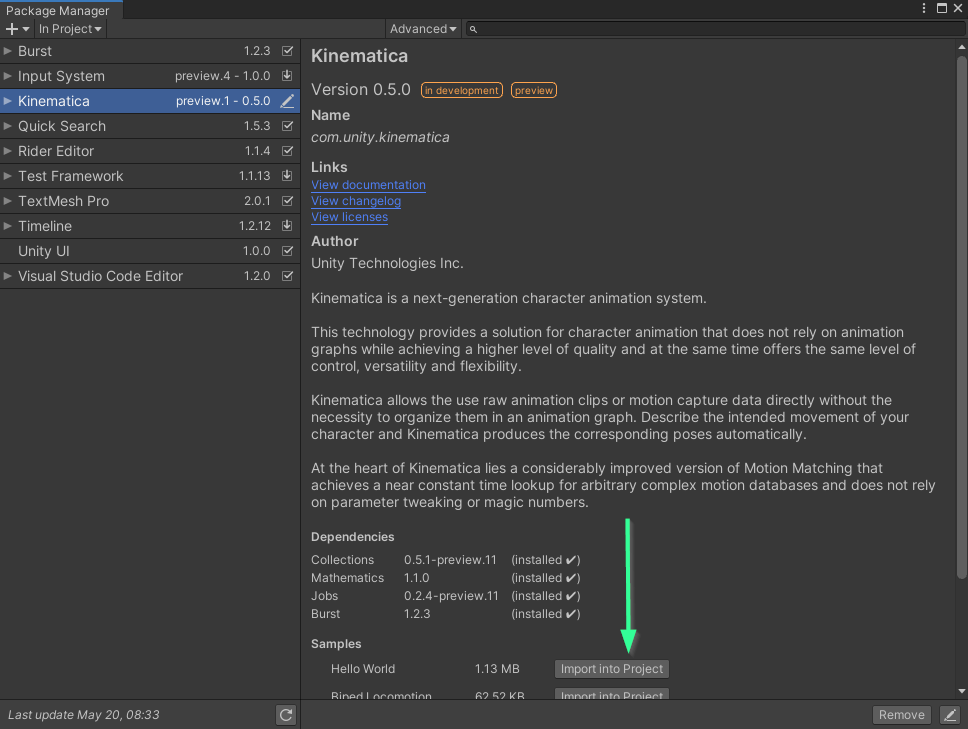 Package Manager
In Project
Advanced
Burst 1.2.3
Input System preview.4 - 1.0.0
Kinematica preview.1 - 0.5.0
Quick Search 1.5.3
Rider Editor 1.1.4
Test Framework 1.1.13
TextMesh Pro 2.0.1
Timeline 1.2.12
Unity UI 1.0.0
Visual Studio Code Editor 1.2.0
Last update May 20, 08:33
Kinematica
Version 0.5.0 in development preview
Name
com.unity.kinematica
Links
View documentation
View changelog
View licenses
Author
Unity Technologies Inc.
Kinematica is a next-generation character animation system.
This technology provides a solution for character animation that does not rely on animation
graphs while achieving a higher level of quality and at the same time offers the same level of
control, versatility and flexibility.
Kinematica allows the use raw animation clips or motion capture data directly without the
necessity to organize them in an animation graph. Describe the intended movement of your
character and Kinematica produces the corresponding poses automatically.
At the heart of Kinematica lies a considerably improved version of Motion Matching that
achieves a near constant time lookup for arbitrary complex motion databases and does not rely
on parameter tweaking or magic numbers.
Dependencies
Collections 0.5.1-preview.11 (installed ✔)
Mathematics 1.1.0 (installed ✔)
Jobs 0.2.4-preview.11 (installed ✔)
Burst 1.2.3 (installed ✔)
Samples
Hello World 1.13 MB Import into Project
Biped Locomotion 62.52 KB Import into Project
Remove